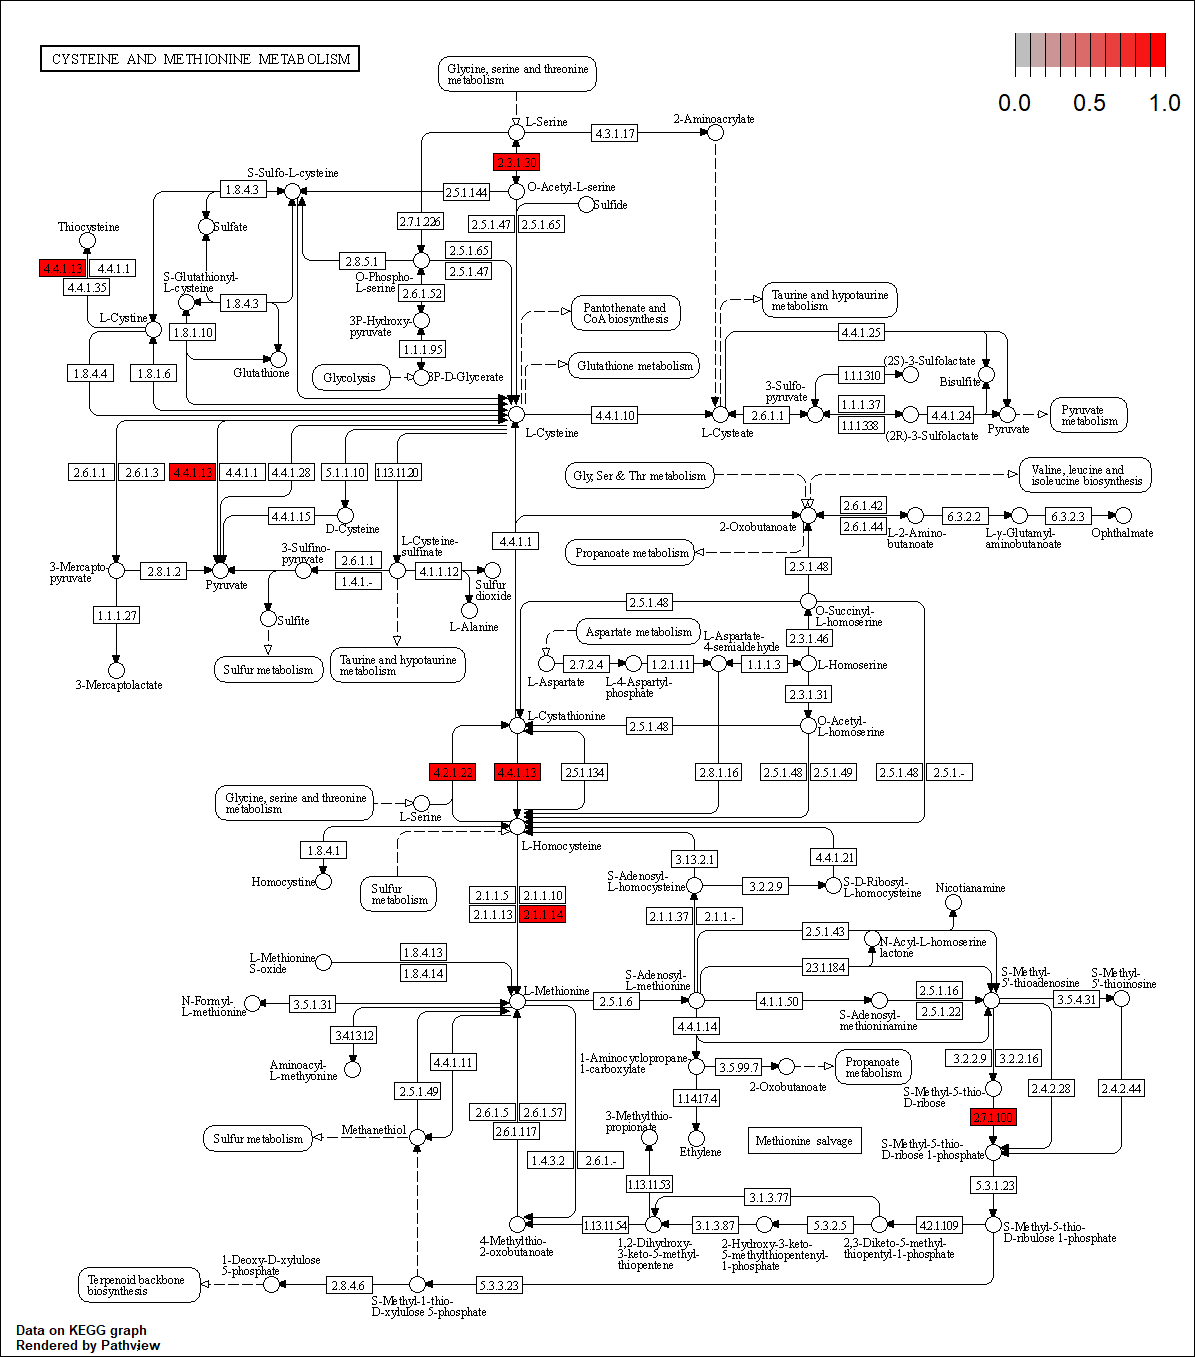 CYSTEINE AND METHIONINE METABOLISM
0.0
0.5
1.0
Glycine, serine and threonine
metabolism
L-Serine
4.3.1.17
2-Aminoacrylate
2.3.1.30
S-Sulfo-L-cysteine
1.8.4.3
2.5.1.144
O-Acetyl-L-serine
Sulfide
Thiocysteine
Sulfate
2.7.1.226
2.5.1.47
2.5.1.65
4.4.1.13
4.4.1.1
4.4.1.35
S-Glutathionyl-
L-cysteine
2.8.5.1
2.5.1.65
2.5.1.47
O-Phospho-
L-serine
2.6.1.52
1.8.4.3
L-Cystine
1.8.1.10
3P-Hydroxy-
pyruvate
1.1.1.95
Pantothenate and
CoA biosynthesis
Taurine and hypotaurine
metabolism
4.4.1.25
1.8.4.4
1.8.1.6
Glutathione
Glycolysis
3P-D-Glycerate
Glutathione metabolism
(2S)-3-Sulfolactate
1.1.1.310
Bisulfite
3-Sulfo-
pyruvate
L-Cysteine
4.4.1.10
L-Cysteate
2.6.1.1
1.1.1.37
1.1.1.338
4.4.1.24
(2R)-3-Sulfolactate
Pyruvate
Pyruvate
metabolism
2.6.1.1
2.6.1.3
4.4.1.13
4.4.1.1
4.4.1.28
5.1.1.10
1.13.11.20
Gly, Ser & Thr metabolism
Valine, leucine and
isoleucine biosynthesis
4.4.1.15
D-Cysteine
2-Oxobutanoate
2.6.1.42
2.6.1.44
L-2-Amino-
butanoate
6.3.2.2
L-γ-Glutamyl-
aminobutanoate
6.3.2.3
Ophthalmate
4.4.1.1
Propanoate metabolism
2.5.1.48
3-Mercapto-
pyruvate
2.8.1.2
Pyruvate
3-Sulfino-
pyruvate
2.6.1.1
1.4.1.-
L-Cysteine-
sulfinate
4.1.1.12
Sulfur
dioxide
L-Alanine
1.1.1.27
Sulfite
2.5.1.48
O-Succinyl-
L-homoserine
2.3.1.46
3-Mercaptolactate
Sulfur metabolism
Taurine and hypotaurine
metabolism
Aspartate metabolism
L-Aspartate
2.7.2.4
L-4-Aspartyl-
phosphate
1.2.1.11
L-Aspartate-
4-semialdehyde
1.1.1.3
L-Homoserine
2.3.1.31
L-Cystathionine
2.5.1.48
O-Acetyl-
L-homoserine
4.2.1.22
4.4.1.13
2.5.1.134
2.8.1.16
2.5.1.48
2.5.1.49
2.5.1.48
2.5.1.-
Glycine, serine and threonine
metabolism
L-Serine
L-Homocysteine
1.8.4.1
Homocystine
Sulfur
metabolism
3.13.2.1
4.4.1.21
S-Adenosyl-
L-homocysteine
3.2.2.9
S-D-Ribosyl-
L-homocysteine
2.1.1.5
2.1.1.10
2.1.1.13
2.1.1.14
2.1.1.37
2.1.1.-
Nicotianamine
2.5.1.43
N-Acyl-L-homoserine
lactone
2.3.1.184
L-Methionine
S-oxide
1.8.4.13
1.8.4.14
N-Formyl-
L-methionine
3.5.1.31
L-Methionine
2.5.1.6
S-Adenosyl-
L-methionine
4.1.1.50
S-Adenosyl-
methioninamine
2.5.1.16
2.5.1.22
S-Methyl-
5'-thioadenosine
3.5.4.31
S-Methyl-
5'-thioinosine
3.4.13.12
Aminoacyl-
L-methyonine
4.4.1.11
2.5.1.49
4.4.1.14
1-Aminocyclopropane-
1-carboxylate
3.5.99.7
2-Oxobutanoate
Propanoate
metabolism
3.2.2.9
3.2.2.16
2.4.2.28
2.4.2.44
S-Methyl-5-thio-
D-ribose
2.7.1.100
1.14.17.4
Ethylene
3-Methylthio-
propionate
Methionine salvage
S-Methyl-5-thio-
D-ribose 1-phosphate
Sulfur metabolism
Methanethiol
2.6.1.5
2.6.1.57
2.6.1.117
1.4.3.2
2.6.1.-
1.13.11.53
5.3.1.23
3.1.3.77
4-Methylthio-
2-oxobutanoate
1.13.11.54
1,2-Dihydroxy-
3-keto-5-methyl-
thiopentene
3.1.3.87
2-Hydroxy-3-keto-
5-methylthiopentenyl-
1-phosphate
5.3.2.5
2,3-Diketo-5-methyl-
thiopentyl-1-phosphate
4.2.1.109
S-Methyl-5-thio-
D-ribulose 1-phosphate
Terpenoid backbone
biosynthesis
1-Deoxy-D-xylulose
5-phosphate
2.8.4.6
S-Methyl-1-thio-
D-xylulose 5-phosphate
5.3.3.23
Data on KEGG graph
Rendered by Pathview